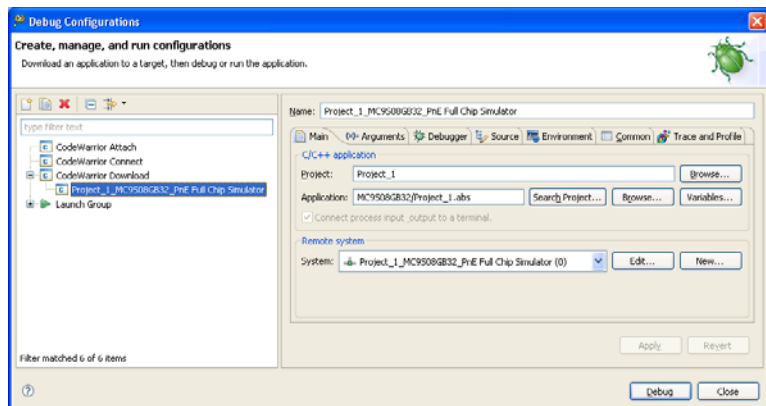 Debug Configurations
Create, manage, and run configurations
Download an application to a target, then debug or run the application.
type filter text
CodeWarrior Attach
CodeWarrior Connect
CodeWarrior Download
Project_1_MC9S08GB32_PnE Full Chip Simulator
Launch Group
Filter matched 6 of 6 items
Name: Project_1_MC9S08GB32_PnE Full Chip Simulator
Main (x)= Arguments Debugger Source Environment Common Trace and Profile
C/C++ application
Project: Project_1 Browse...
Application: MC9S08GB32/Project_1.abs Search Project... Browse... Variables...
Connect process input _output to a terminal.
Remote system
System: Project_1_MC9S08GB32_PnE Full Chip Simulator (0) Edit... New...
Apply Revert
Debug Close